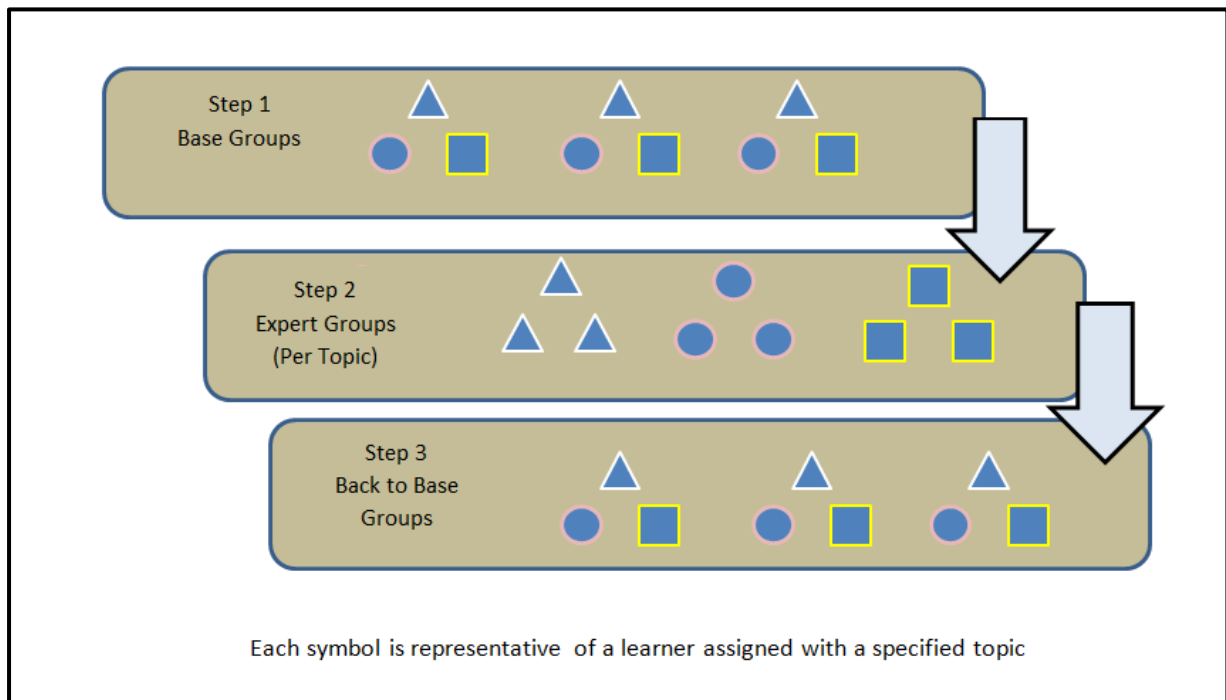 Step 1
Base Groups
Step 2
Expert Groups
(Per Topic)
Step 3
Back to Base
Groups
Each symbol is representative of a learner assigned with a specified topic